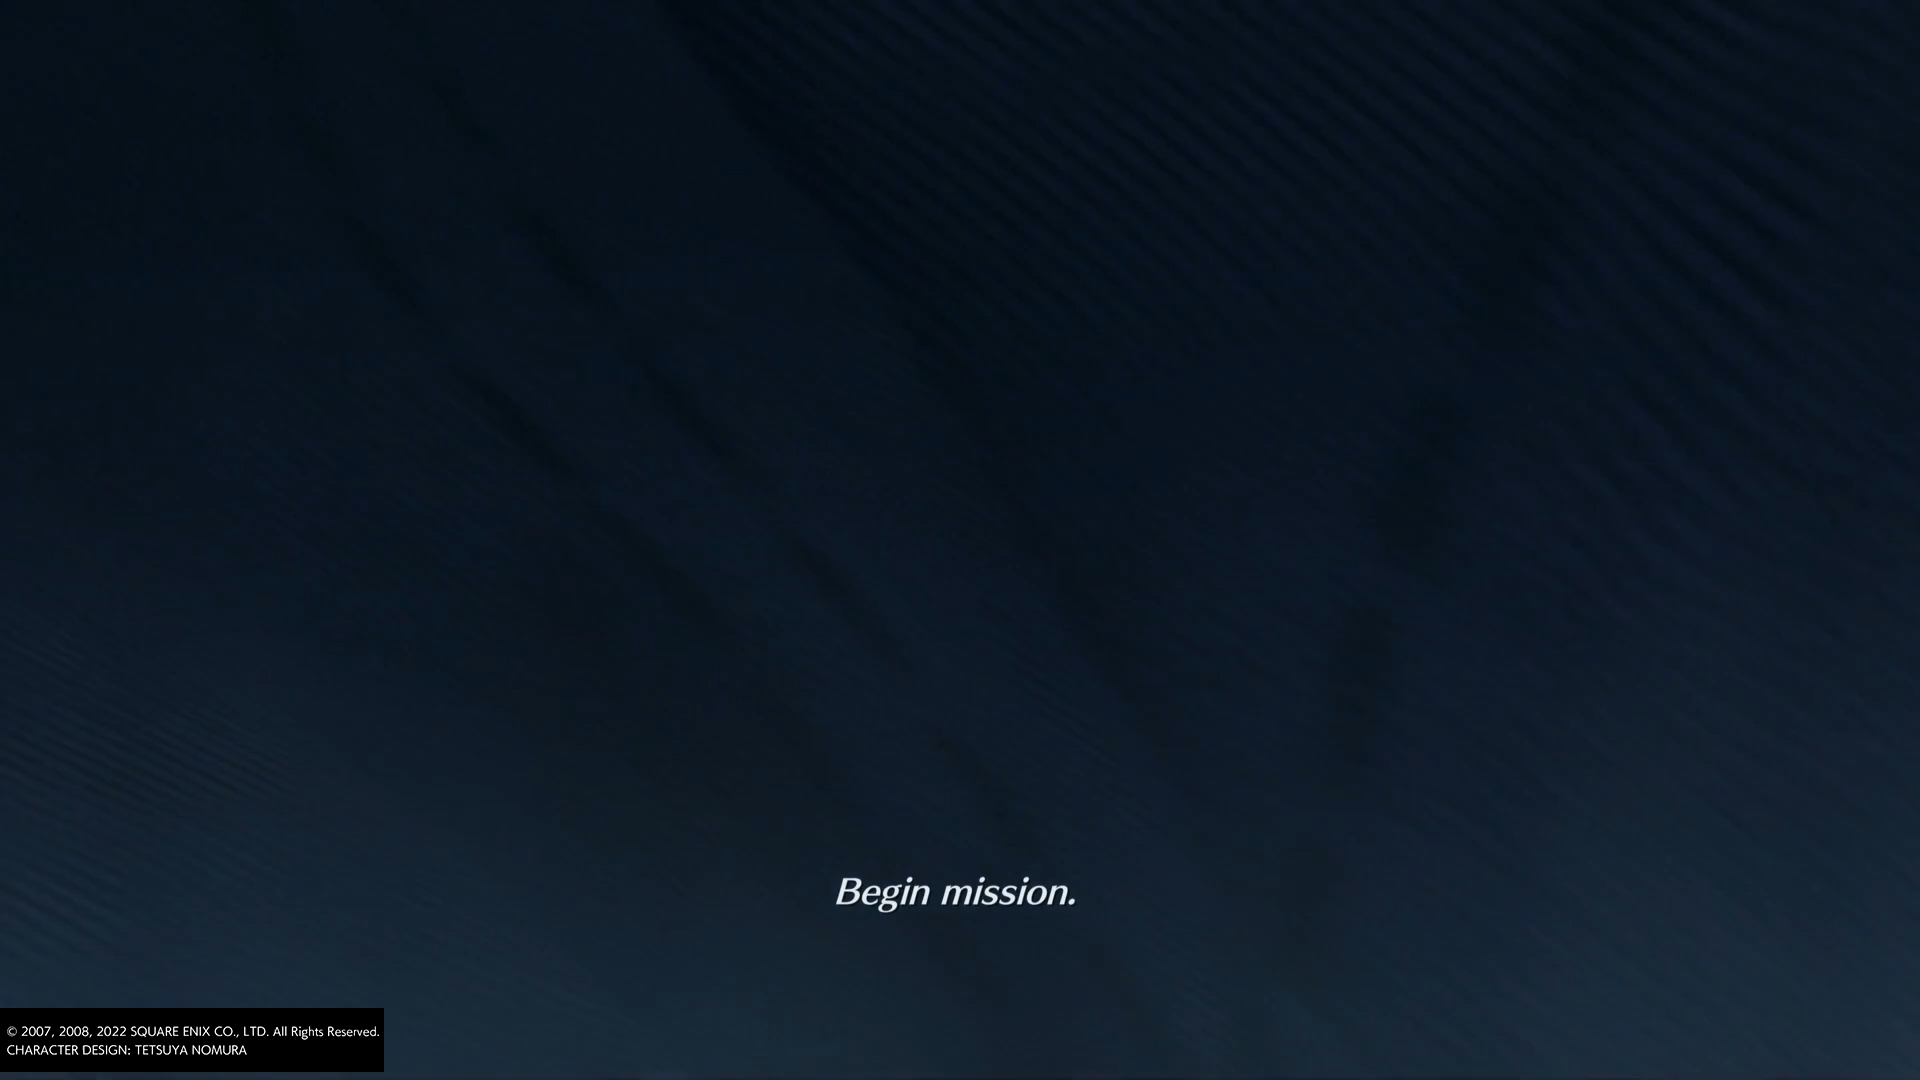 Begin mission.
© 2007, 2008, 2022 SQUARE ENIX CO., LTD. All Rights Reserved.
CHARACTER DESIGN: TETSUYA NOMURA